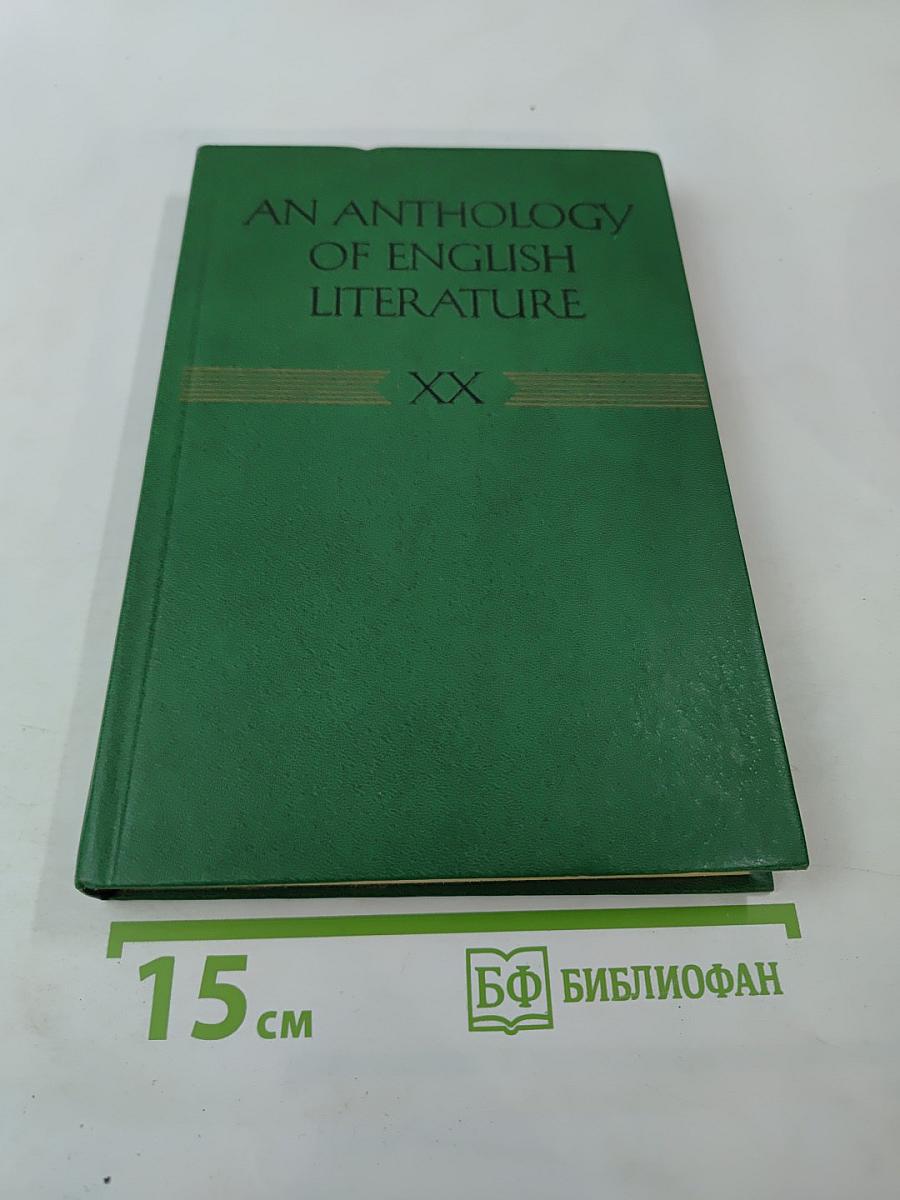 AN ANTHOLOGY
OF ENGLISH
LITERATURE
XX
15 см
БФ БИБЛИОФАН